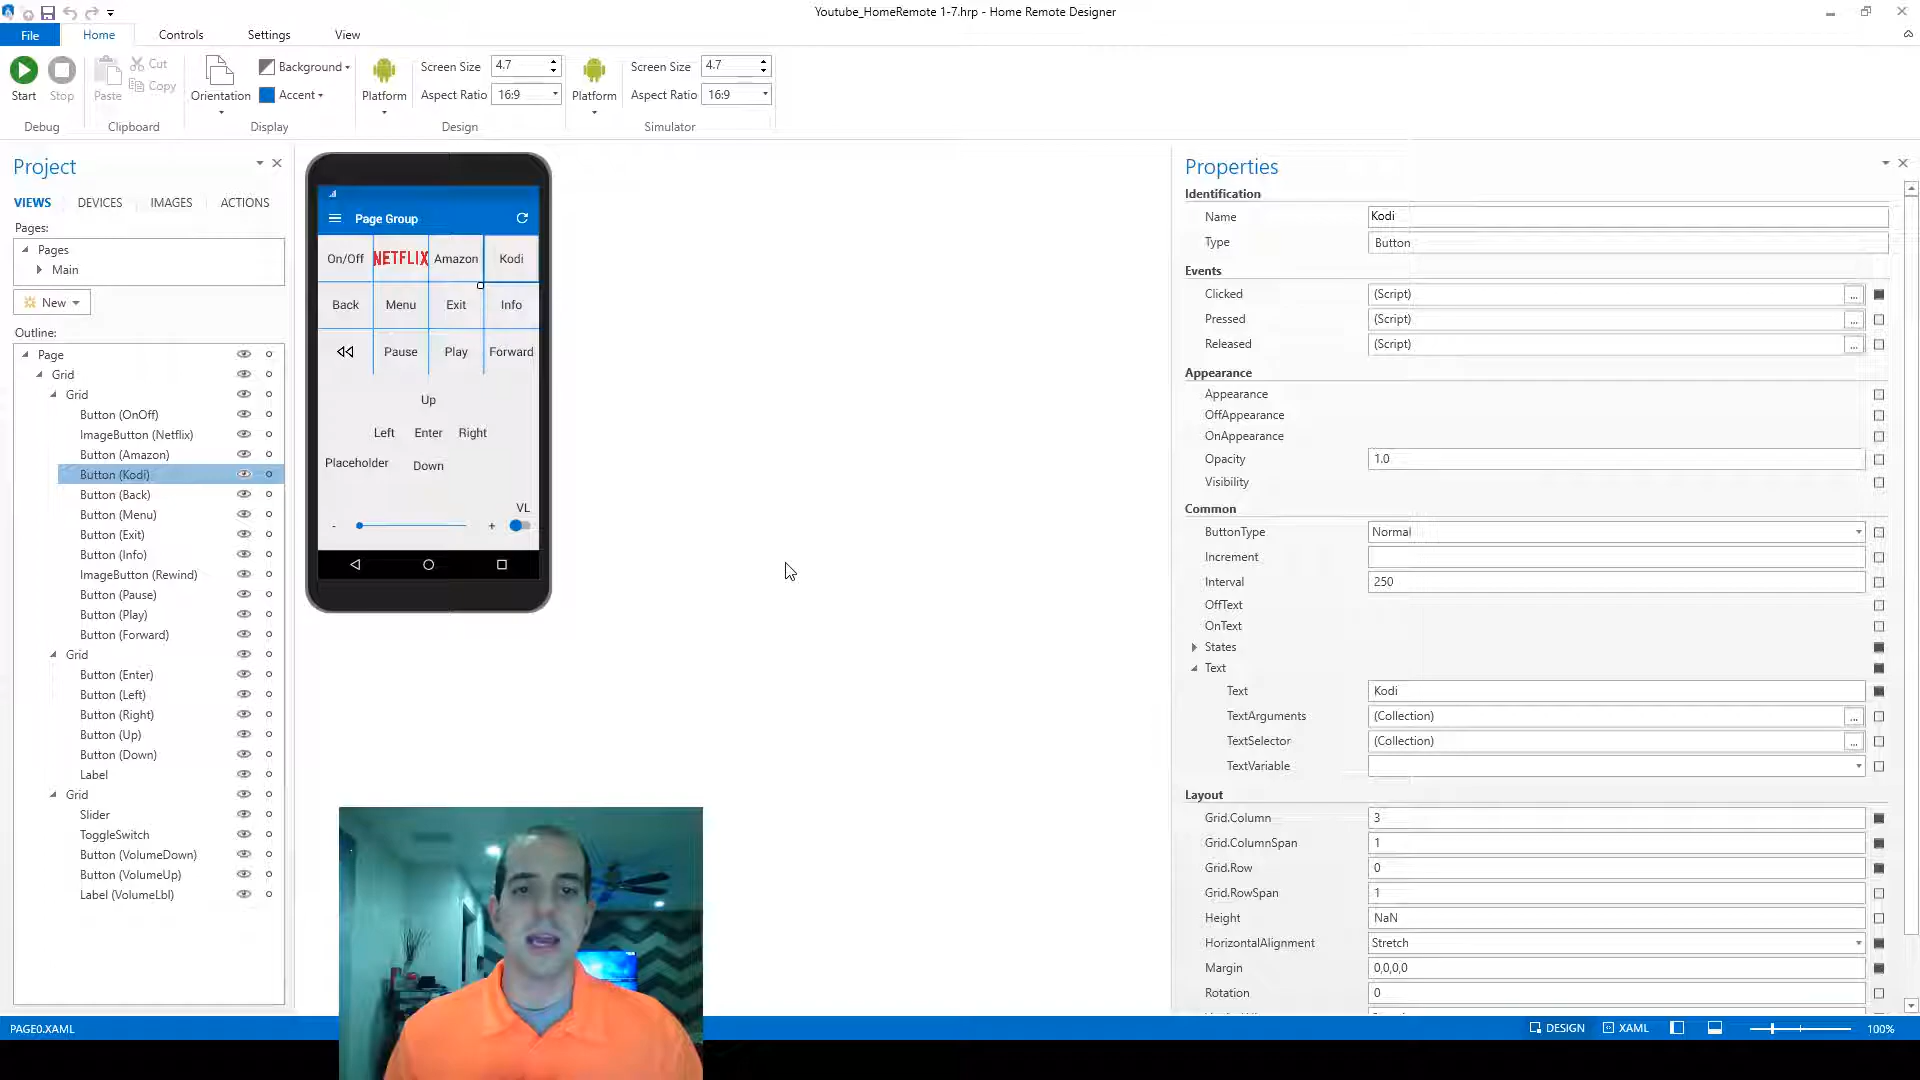 Youtube_HomeRemote 1-7.hrp - Home Remote Designer
File
Home
Controls
Settings
View
Start
Stop
Paste
Cut
Copy
Orientation
Background
Accent
Platform
Screen Size
4.7
Aspect Ratio
16:9
Platform
Screen Size
4.7
Aspect Ratio
16:9
Debug
Clipboard
Display
Design
Simulator
Project
VIEWS
DEVICES
IMAGES
ACTIONS
Pages:
Pages
Main
New
Outline:
Page
Grid
Grid
Button (OnOff)
ImageButton (Netflix)
Button (Amazon)
Button (Kodi)
Button (Back)
Button (Menu)
Button (Exit)
Button (Info)
ImageButton (Rewind)
Button (Pause)
Button (Play)
Button (Forward)
Grid
Button (Enter)
Button (Left)
Button (Right)
Button (Up)
Button (Down)
Label
Grid
Slider
ToggleSwitch
Button (VolumeDown)
Button (VolumeUp)
Label (VolumeLbl)
Page Group
On/Off
NETFLIX
Amazon
Kodi
Back
Menu
Exit
Info
Pause
Play
Forward
Up
Left
Enter
Right
Placeholder
Down
VL
-
+
Properties
Identification
Name
Kodi
Type
Button
Events
Clicked
(Script)
...
Pressed
(Script)
...
Released
(Script)
...
Appearance
Appearance
OffAppearance
OnAppearance
Opacity
1.0
Visibility
Common
ButtonType
Normal
Increment
Interval
250
OffText
OnText
States
Text
Text
Kodi
TextArguments
(Collection)
...
TextSelector
(Collection)
...
TextVariable
Layout
Grid.Column
3
Grid.ColumnSpan
1
Grid.Row
0
Grid.RowSpan
1
Height
NaN
HorizontalAlignment
Stretch
Margin
0,0,0,0
Rotation
0
PAGE0.XAML
DESIGN
XAML
100%